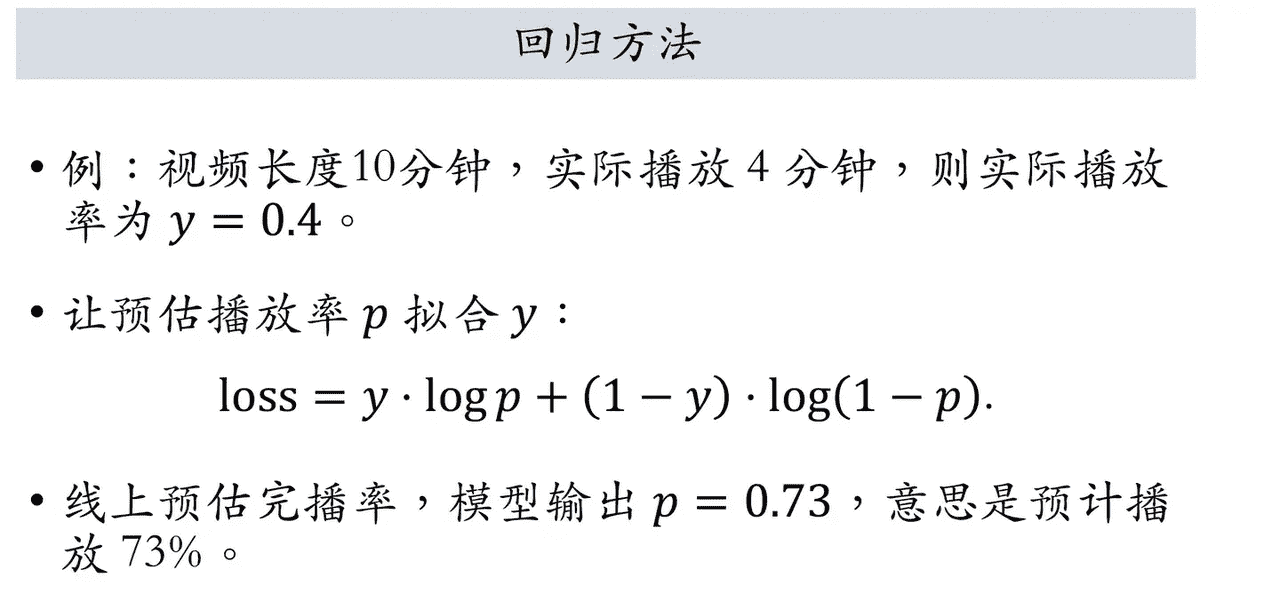 回归方法
• 例：视频长度10分钟，实际播放 4 分钟，则实际播放
率为 y = 0.4。
• 让预估播放率 p 拟合 y：
loss = y · log p + (1 − y) · log(1 − p).
• 线上预估完播率，模型输出 p = 0.73，意思是预计播
放 73%。